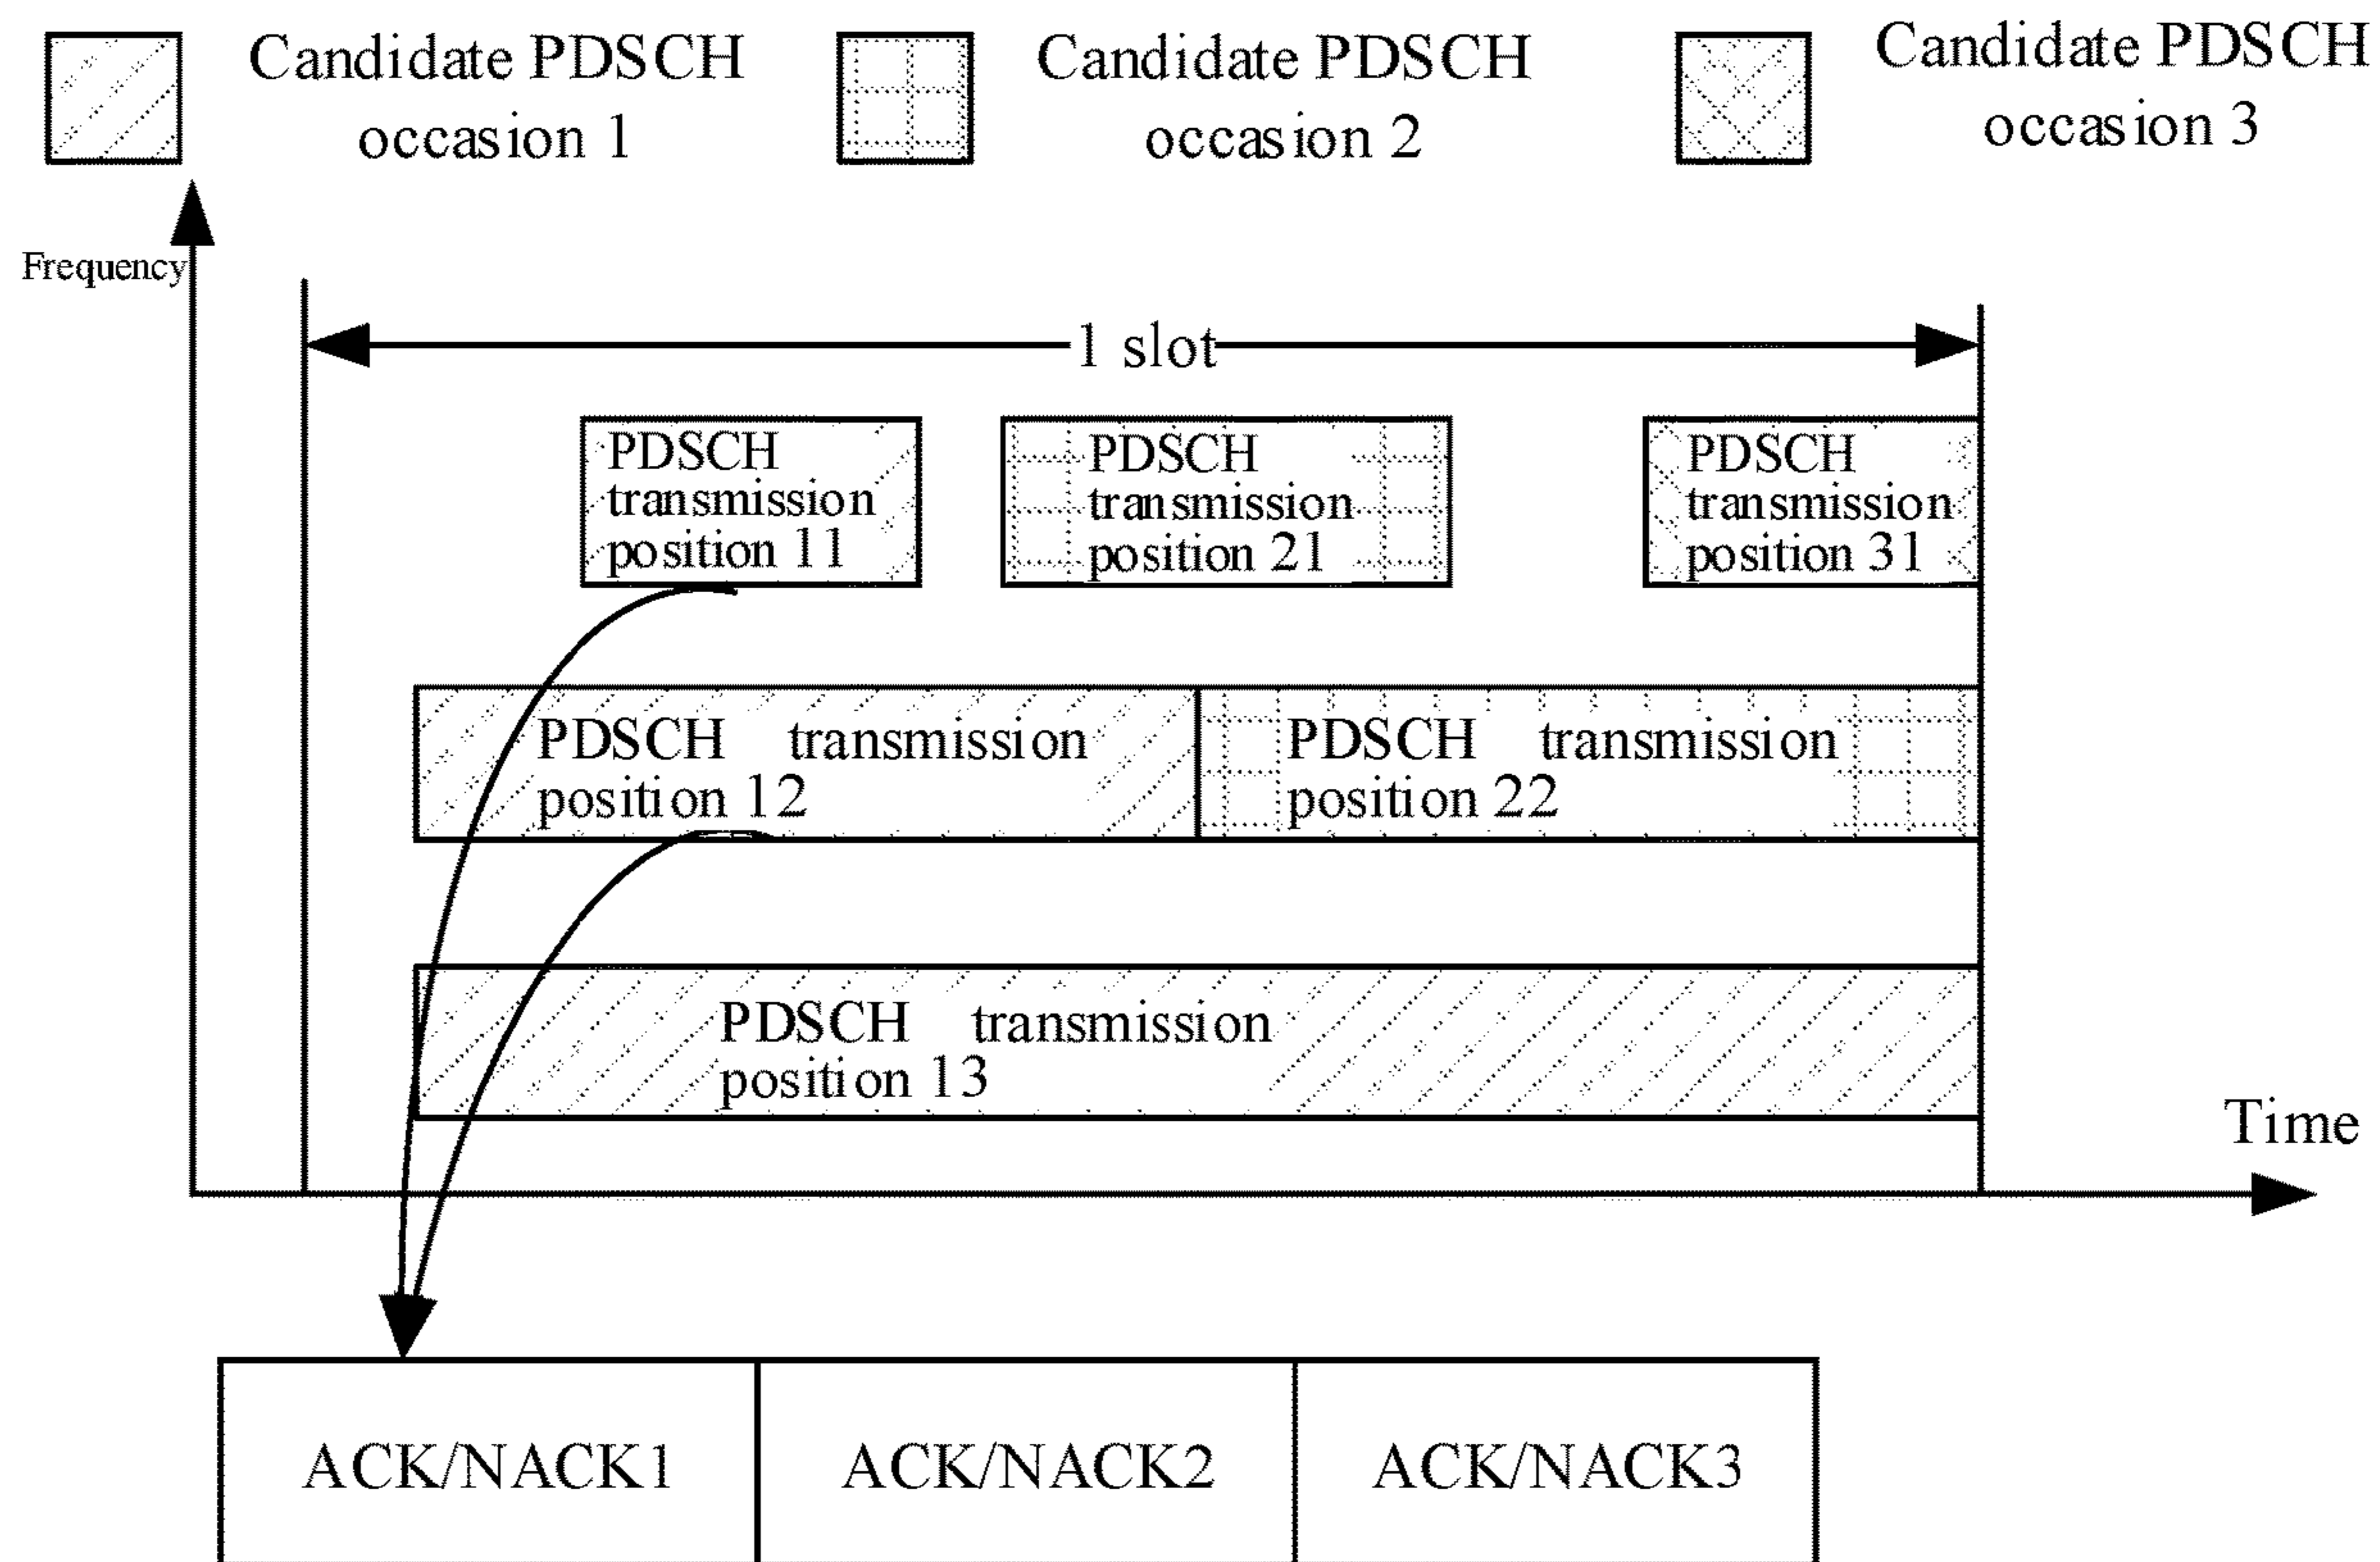 Candidate PDSCH
occasion 1
Candidate PDSCH
occasion 2
Candidate PDSCH
occasion 3
Frequency
1 slot
PDSCH
transmission
position 11
PDSCH
transmission
position 21
PDSCH
transmission
position 31
PDSCH transmission
position 12
PDSCH transmission
position 22
PDSCH transmission
position 13
Time
ACK/NACK1
ACK/NACK2
ACK/NACK3